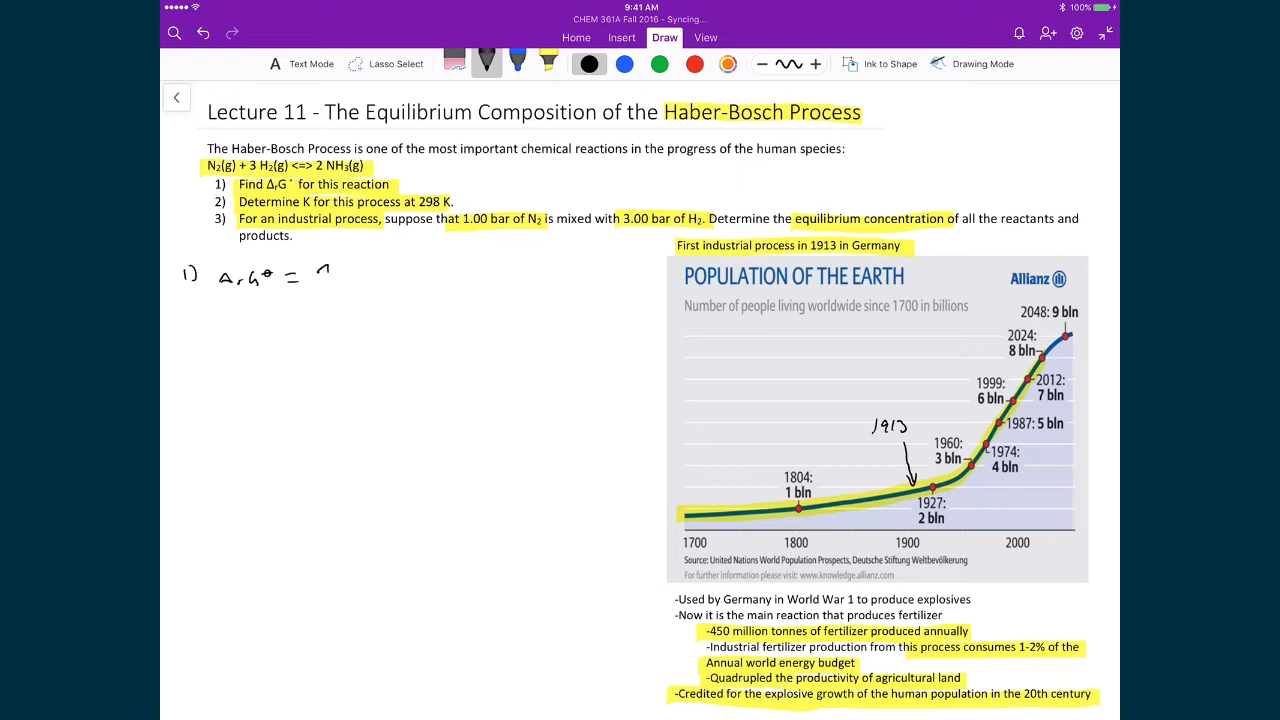 9:41 AM
100%
CHEM 361A Fall 2016 - Syncing...
Home Insert Draw View
A Text Mode Lasso Select Ink to Shape Drawing Mode
Lecture 11 - The Equilibrium Composition of the Haber-Bosch Process
The Haber-Bosch Process is one of the most important chemical reactions in the progress of the human species:
N₂(g) + 3 H₂(g) <=> 2 NH₃(g)
1) Find ΔᵣG˚ for this reaction
2) Determine K for this process at 298 K.
3) For an industrial process, suppose that 1.00 bar of N₂ is mixed with 3.00 bar of H₂. Determine the equilibrium concentration of all the reactants and
products.
First industrial process in 1913 in Germany
1) ΔᵣG⦵ =
POPULATION OF THE EARTH
Allianz
Number of people living worldwide since 1700 in billions
2048: 9 bln
2024:
8 bln
1999:
6 bln
2012:
7 bln
1987: 5 bln
1913
1960:
3 bln
1974:
4 bln
1804:
1 bln
1927:
2 bln
1700 1800 1900 2000
Source: United Nations World Population Prospects, Deutsche Stiftung Weltbevölkerung
For further information please visit: www.knowledge.allianz.com
-Used by Germany in World War 1 to produce explosives
-Now it is the main reaction that produces fertilizer
-450 million tonnes of fertilizer produced annually
-Industrial fertilizer production from this process consumes 1-2% of the
Annual world energy budget
-Quadrupled the productivity of agricultural land
-Credited for the explosive growth of the human population in the 20th century